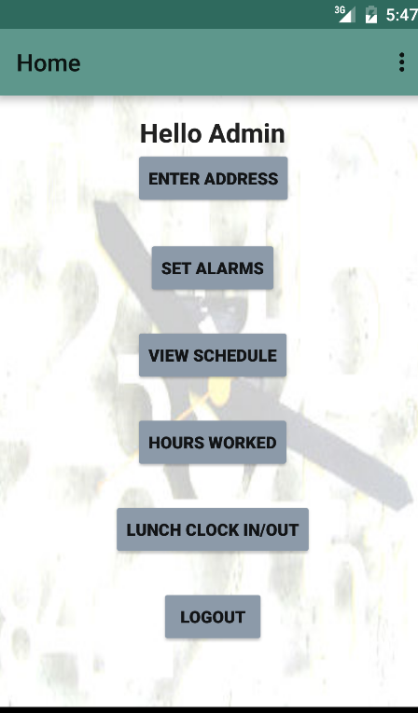 3G 5:47
Home
Hello Admin
ENTER ADDRESS
SET ALARMS
VIEW SCHEDULE
HOURS WORKED
LUNCH CLOCK IN/OUT
LOGOUT